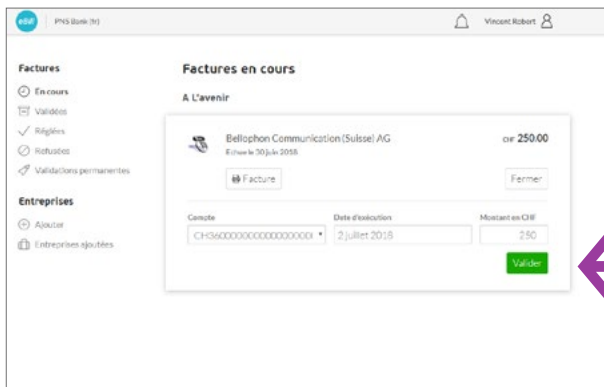 ebill PNS Bank (fr) Vincent Robert
Factures
En cours
Validées
Réglées
Refusées
Validations permanentes
Entreprises
Ajouter
Entreprises ajoutées
Factures en cours
A L'avenir
Bellophon Communication (Suisse) AG CHF 250.00
Echue le 30 juin 2018
Facture Fermer
Compte Date d'exécution Montant en CHF
2 juillet 2018 250
Valider